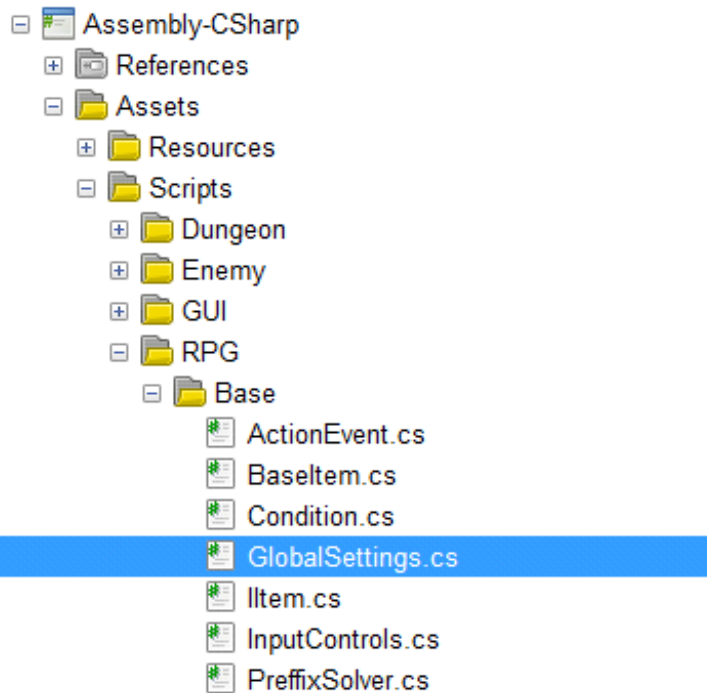 Assembly-CSharp
References
Assets
Resources
Scripts
Dungeon
Enemy
GUI
RPG
Base
ActionEvent.cs
BaseItem.cs
Condition.cs
GlobalSettings.cs
IItem.cs
InputControls.cs
PreffixSolver.cs